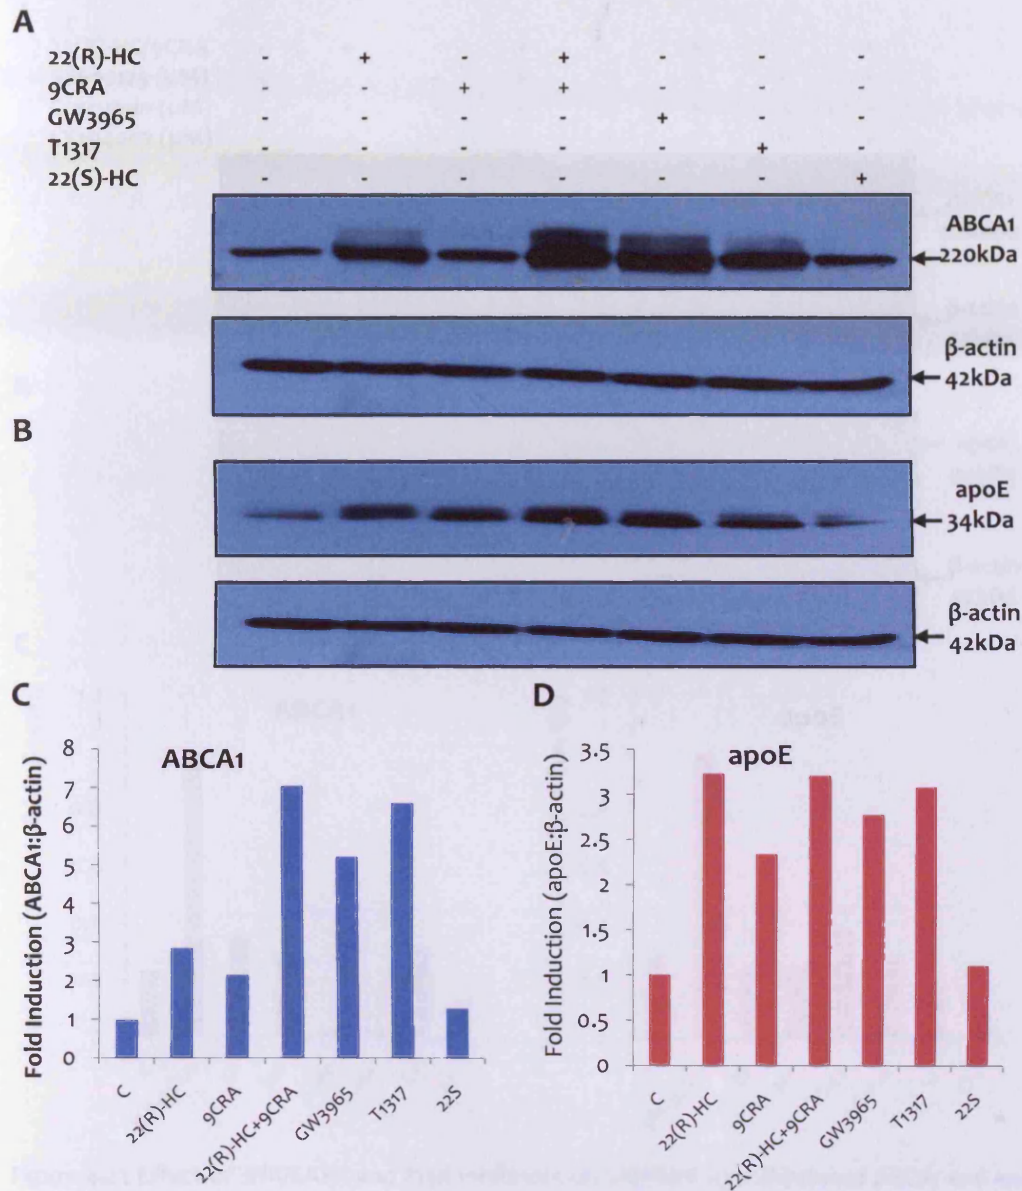 A
22(R)-HC - + - + - - -
9CRA - - + + - - -
GW3965 - - - - + - -
T1317 - - - - - + -
22(S)-HC - - - - - - +
ABCA1
220kDa
β-actin
42kDa
B
apoE
34kDa
β-actin
42kDa
C
ABCA1
Fold Induction (ABCA1:β-actin)
8
7
6
5
4
3
2
1
0
C
22(R)-HC
9CRA
22(R)-HC+9CRA
GW3965
T1317
22S
D
apoE
Fold Induction (apoE:β-actin)
3.5
3
2.5
2
1.5
1
0.5
0
C
22(R)-HC
9CRA
22(R)-HC+9CRA
GW3965
T1317
22S